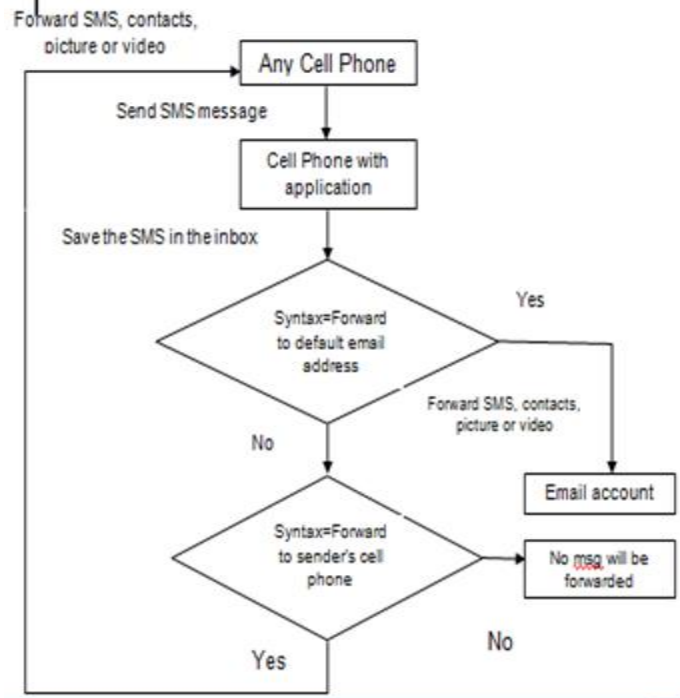 Forward SMS, contacts,
picture or video
Any Cell Phone
Send SMS message
Cell Phone with
application
Save the SMS in the inbox
Syntax=Forward
to default email
address
Yes
Forward SMS, contacts,
picture or video
No
Email account
Syntax=Forward
to sender's cell
phone
No msg will be
forwarded
No
Yes